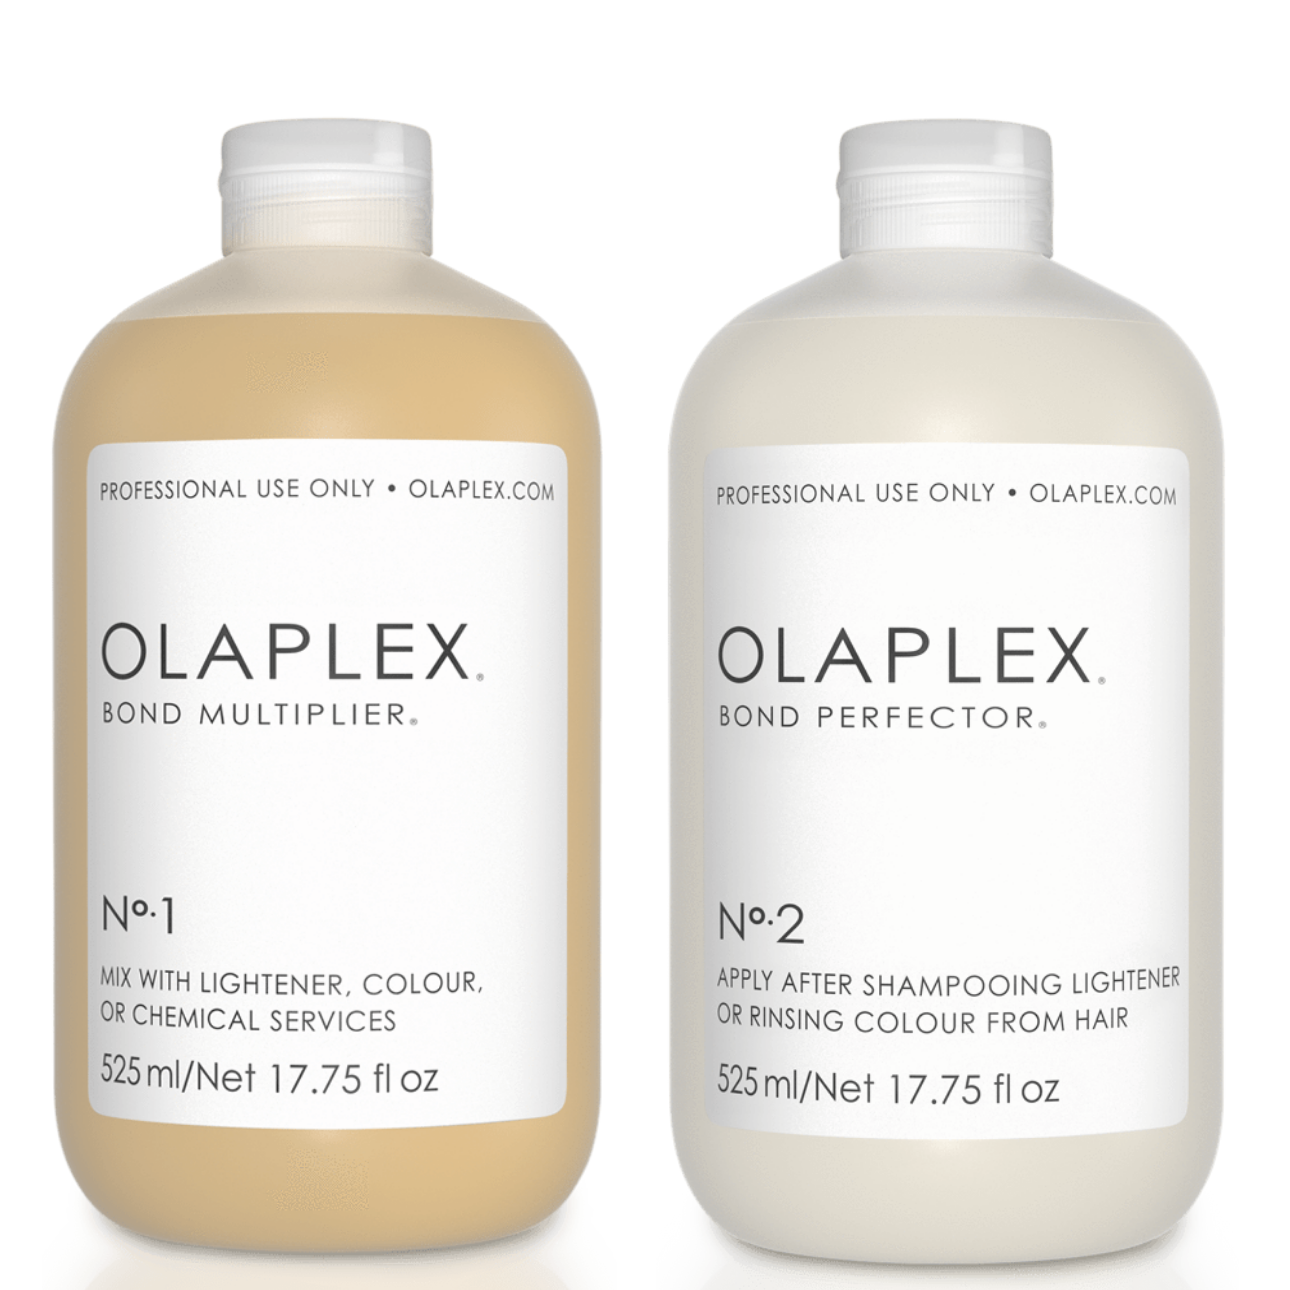 PROFESSIONAL USE ONLY • OLAPLEX.COM
OLAPLEX®
BOND MULTIPLIER®
Nº.1
MIX WITH LIGHTENER, COLOUR,
OR CHEMICAL SERVICES
525 ml/Net 17.75 fl oz
PROFESSIONAL USE ONLY • OLAPLEX.COM
OLAPLEX®
BOND PERFECTOR®
Nº.2
APPLY AFTER SHAMPOOING LIGHTENER
OR RINSING COLOUR FROM HAIR
525 ml/Net 17.75 fl oz